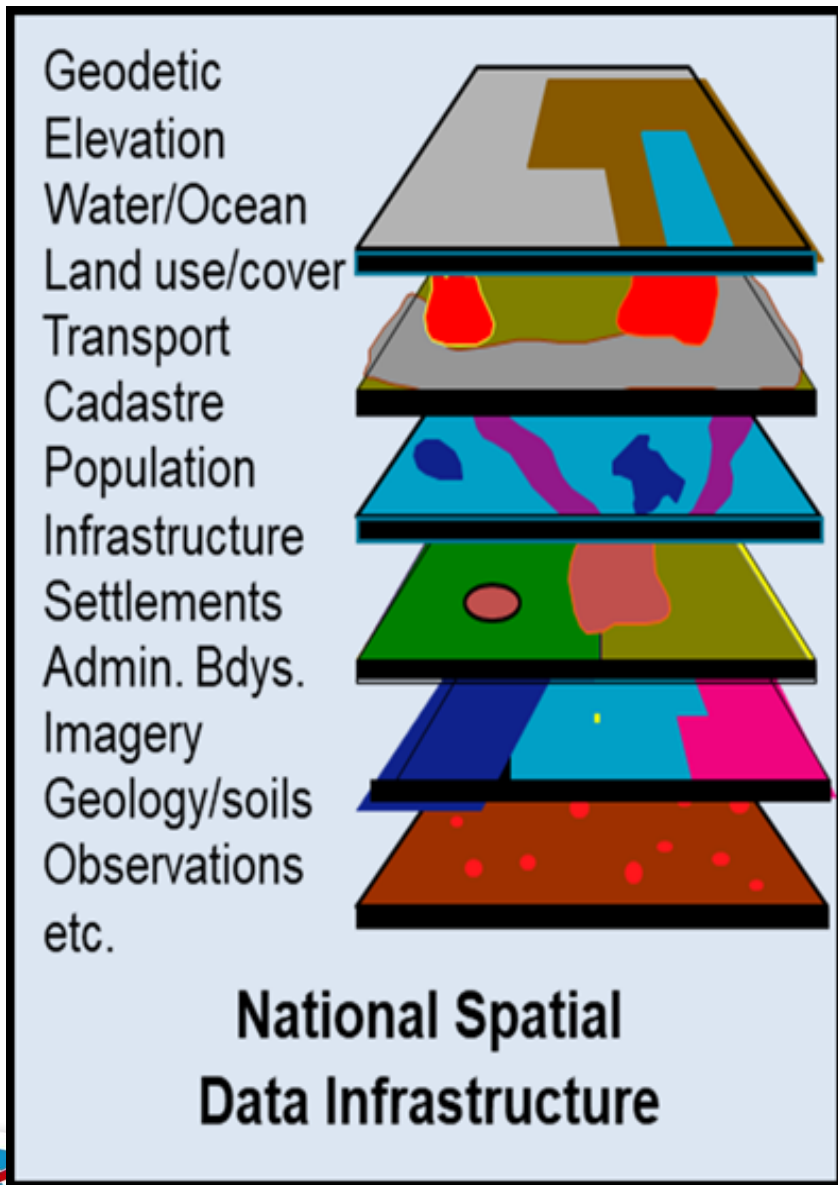 Geodetic
Elevation
Water/Ocean
Land use/cover
Transport
Cadastre
Population
Infrastructure
Settlements
Admin. Bdys.
Imagery
Geology/soils
Observations
etc.
National Spatial
Data Infrastructure